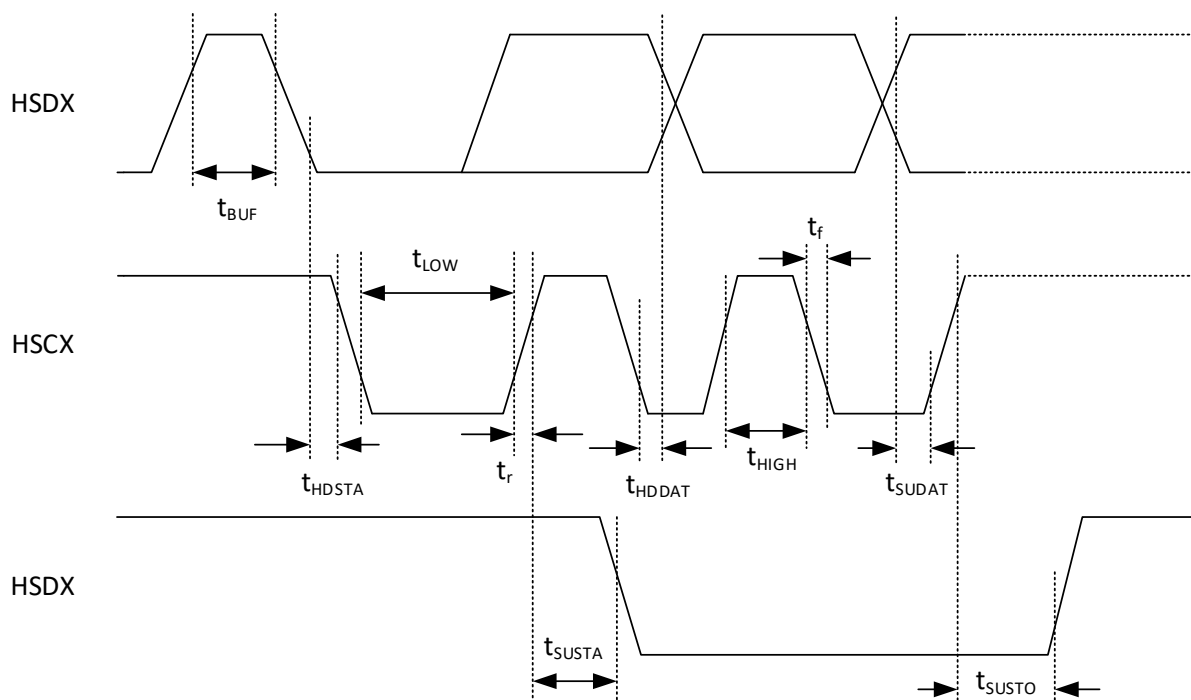 HSDX
tBUF
tf
tLOW
HSCX
tHIGH
tr
tHDSTA
tHDDAT
tSUDAT
HSDX
tSUSTA
tSUSTO